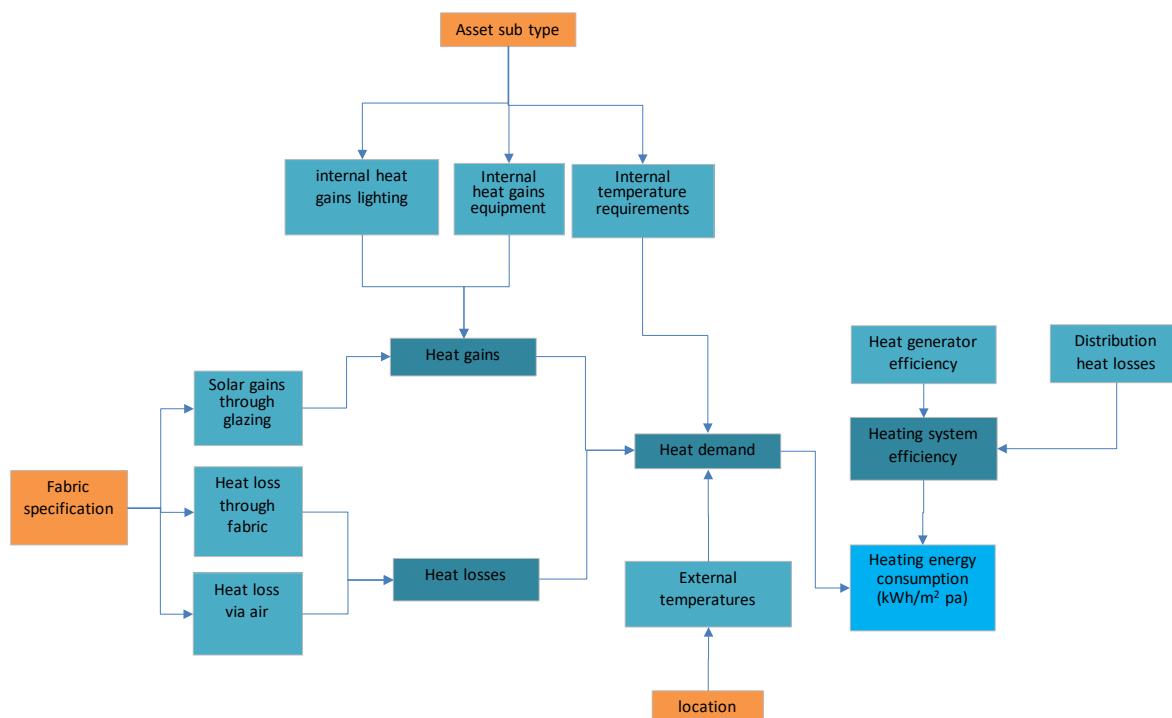 Asset sub type
internal heat
gains lighting
Internal
heat gains
equipment
Internal
temperature
requirements
Heat gains
Heat generator
efficiency
Distribution
heat losses
Solar gains
through
glazing
Heat demand
Heating system
efficiency
Fabric
specification
Heat loss
through
fabric
Heat losses
Heat loss
via air
External
temperatures
Heating energy
consumption
(kWh/m² pa)
location